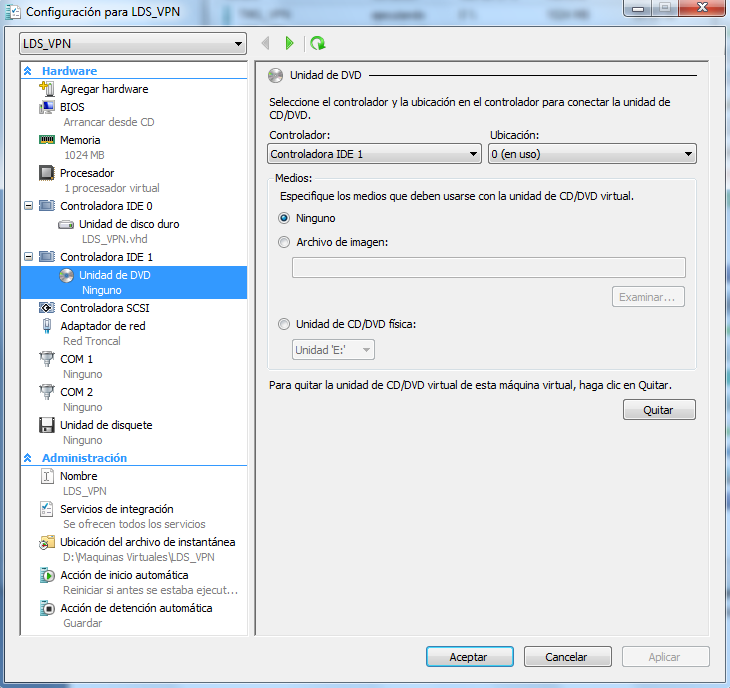 Configuración para LDS_VPN
LDS_VPN
Hardware
Agregar hardware
BIOS
Arrancar desde CD
Memoria
1024 MB
Procesador
1 procesador virtual
Controladora IDE 0
Unidad de disco duro
LDS_VPN.vhd
Controladora IDE 1
Unidad de DVD
Ninguno
Controladora SCSI
Adaptador de red
Red Troncal
COM 1
Ninguno
COM 2
Ninguno
Unidad de disquete
Ninguno
Administración
Nombre
LDS_VPN
Servicios de integración
Se ofrecen todos los servicios
Ubicación del archivo de instantánea
D:\Maquinas Virtuales\LDS_VPN
Acción de inicio automática
Reiniciar si antes se estaba ejecut...
Acción de detención automática
Guardar
Unidad de DVD
Seleccione el controlador y la ubicación en el controlador para conectar la unidad de
CD/DVD.
Controlador: Ubicación:
Controladora IDE 1 0 (en uso)
Medios:
Especifique los medios que deben usarse con la unidad de CD/DVD virtual.
Ninguno
Archivo de imagen:
Examinar...
Unidad de CD/DVD física:
Unidad 'E:'
Para quitar la unidad de CD/DVD virtual de esta máquina virtual, haga clic en Quitar.
Quitar
Aceptar Cancelar Aplicar